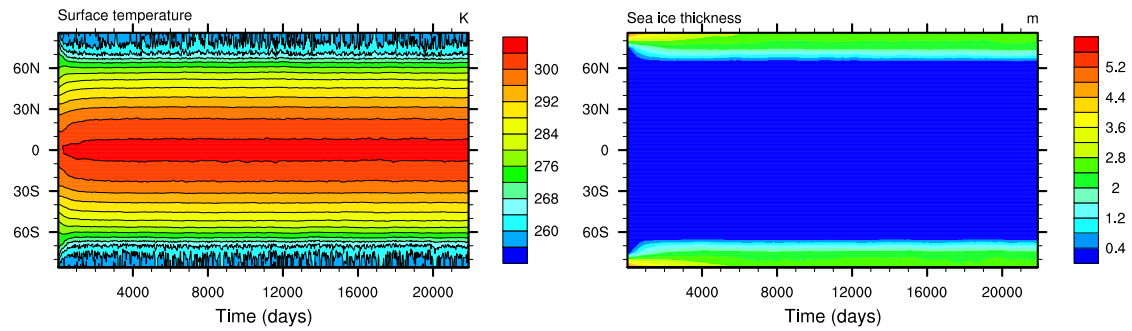 Surface temperature K
60N
30N
0
30S
60S
4000 8000 12000 16000 20000
Time (days)
300
292
284
276
268
260
Sea ice thickness m
60N
30N
0
30S
60S
4000 8000 12000 16000 20000
Time (days)
5.2
4.4
3.6
2.8
2
1.2
0.4